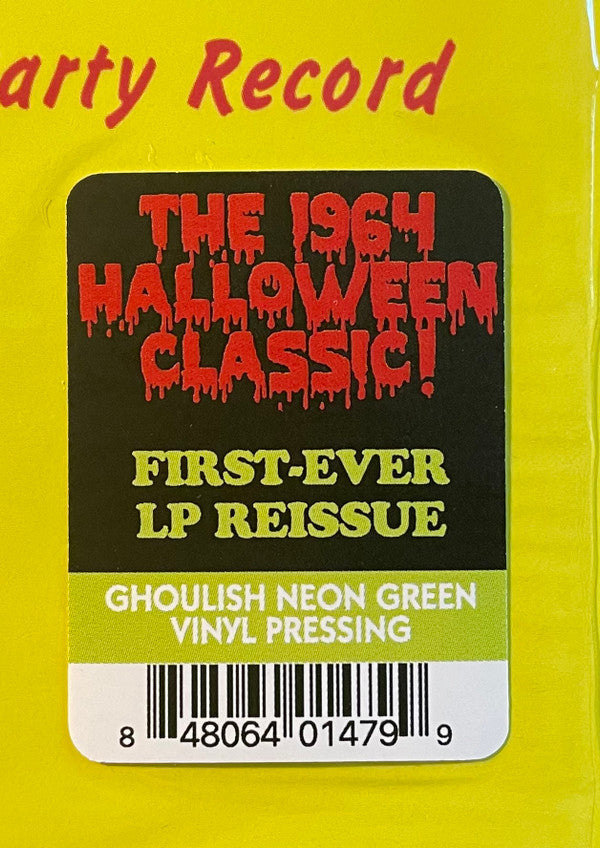 arty Record
THE 1964
HALLOWEEN
CLASSIC!
FIRST-EVER
LP REISSUE
GHOULISH NEON GREEN
VINYL PRESSING
8 48064 01479 9